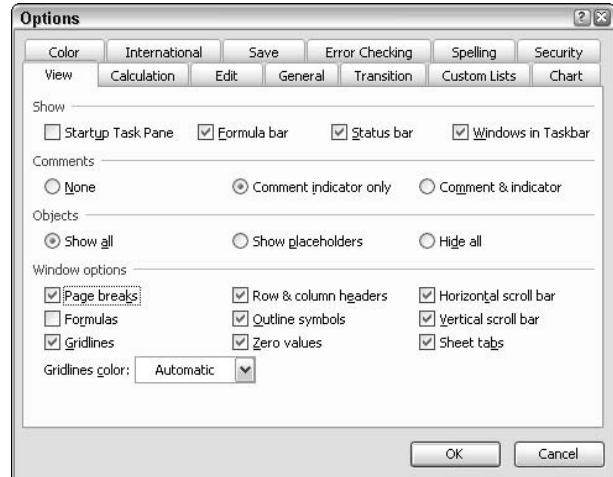 Options
Color International Save Error Checking Spelling Security
View Calculation Edit General Transition Custom Lists Chart
Show
Startup Task Pane Formula bar Status bar Windows in Taskbar
Comments
None Comment indicator only Comment & indicator
Objects
Show all Show placeholders Hide all
Window options
Page breaks Row & column headers Horizontal scroll bar
Formulas Outline symbols Vertical scroll bar
Gridlines Zero values Sheet tabs
Gridlines color: Automatic
OK Cancel